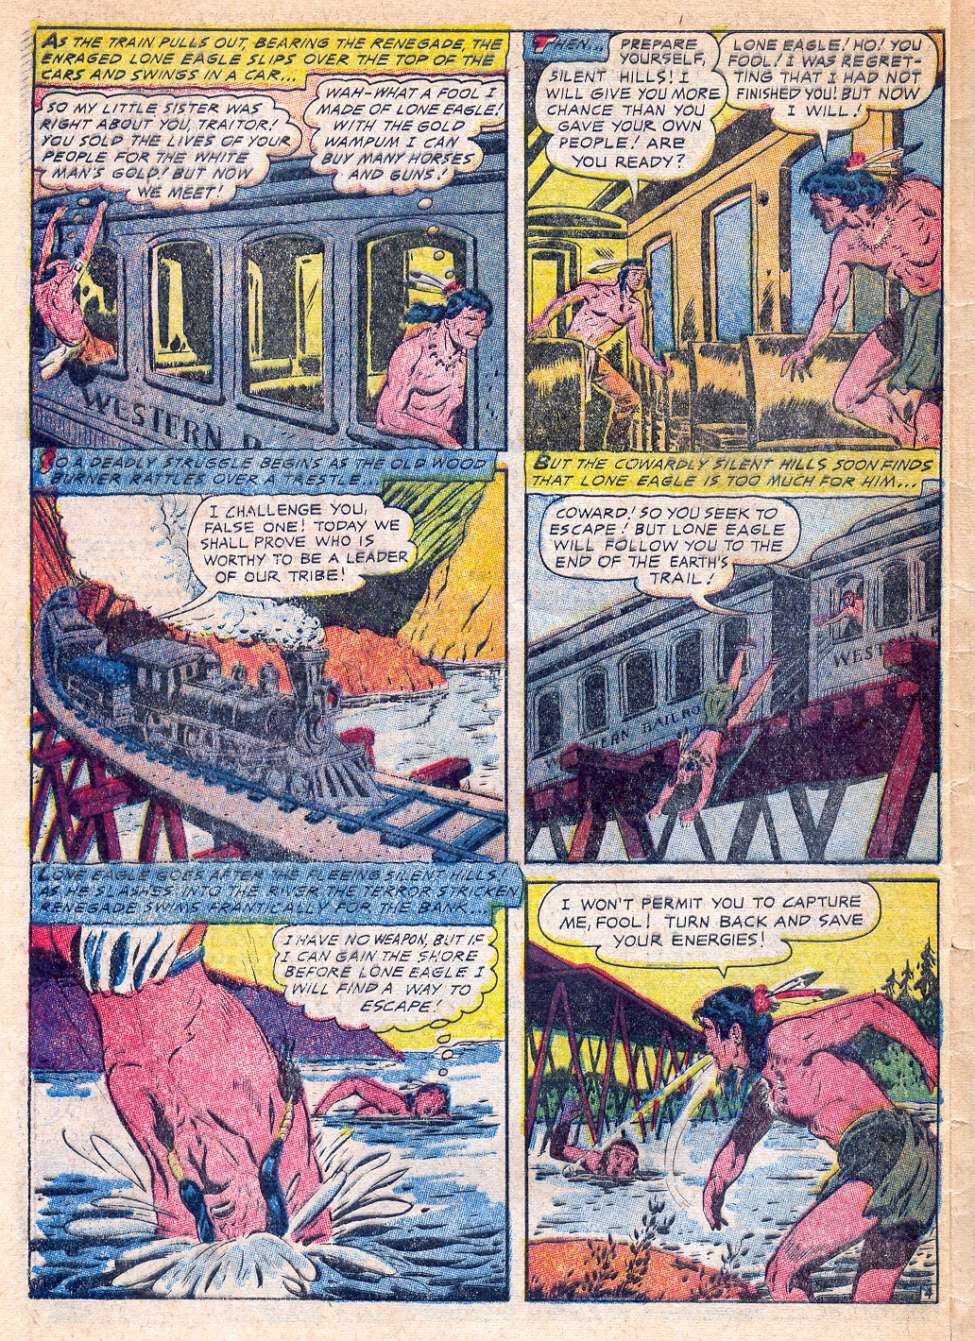 AS THE TRAIN PULLS OUT, BEARING THE RENEGADE, THE
ENRAGED LONE EAGLE SLIPS OVER THE TOP OF THE
CARS AND SWINGS IN A CAR...
SO MY LITTLE SISTER WAS
RIGHT ABOUT YOU, TRAITOR!
YOU SOLD THE LIVES OF YOUR
PEOPLE FOR THE WHITE
MAN'S GOLD! BUT NOW
WE MEET!
WAH-WHAT A FOOL I
MADE OF LONE EAGLE!
WITH THE GOLD
WAMPUM I CAN
BUY MANY HORSES
AND GUNS!
WESTERN R
THEN...
PREPARE
YOURSELF,
SILENT HILLS! I
WILL GIVE YOU MORE
CHANCE THAN YOU
GAVE YOUR OWN
PEOPLE! ARE
YOU READY?
LONE EAGLE! HO! YOU
FOOL! I WAS REGRET-
TING THAT I HAD NOT
FINISHED YOU! BUT NOW
I WILL!
SO A DEADLY STRUGGLE BEGINS AS THE OLD WOOD
BURNER RATTLES OVER A TRESTLE...
I CHALLENGE YOU,
FALSE ONE! TODAY WE
SHALL PROVE WHO IS
WORTHY TO BE A LEADER
OF OUR TRIBE!
BUT THE COWARDLY SILENT HILLS SOON FINDS
THAT LONE EAGLE IS TOO MUCH FOR HIM...
COWARD! SO YOU SEEK TO
ESCAPE! BUT LONE EAGLE
WILL FOLLOW YOU TO THE
END OF THE EARTH'S
TRAIL!
WEST
WESTERN RAILRO
LONE EAGLE GOES AFTER THE FLEEING SILENT HILLS,
AS HE SLASHES INTO THE RIVER THE TERROR STRICKEN
RENEGADE SWIMS FRANTICALLY FOR THE BANK...
I HAVE NO WEAPON, BUT IF
I CAN GAIN THE SHORE
BEFORE LONE EAGLE I
WILL FIND A WAY TO
ESCAPE!
I WON'T PERMIT YOU TO CAPTURE
ME, FOOL! TURN BACK AND SAVE
YOUR ENERGIES!
4